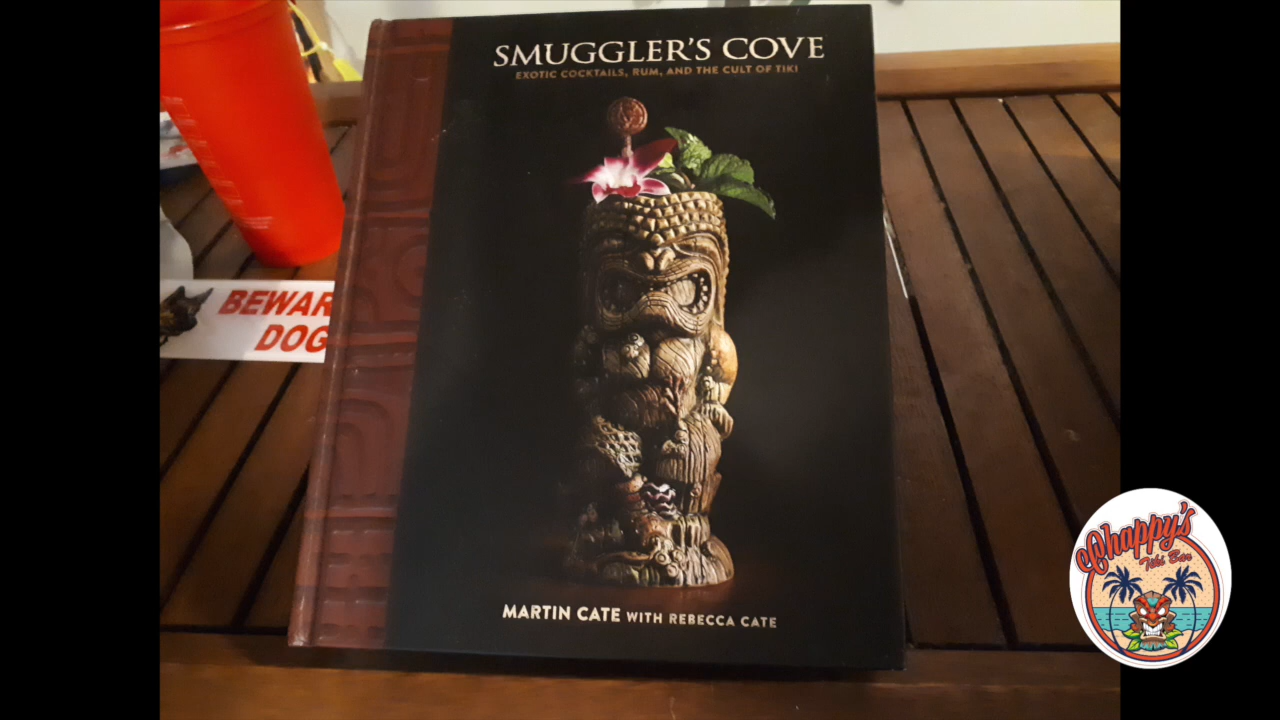 SMUGGLER'S COVE
EXOTIC COCKTAILS, RUM, AND THE CULT OF TIKI
BEWAR
DOG
MARTIN CATE WITH REBECCA CATE
Tiki Bar